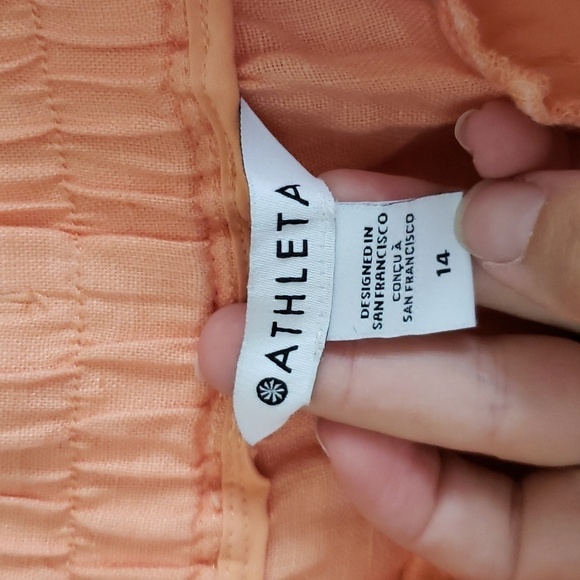 ATHLETA
DESIGNED IN
SAN FRANCISCO
CONÇU À
SAN FRANCISCO
14